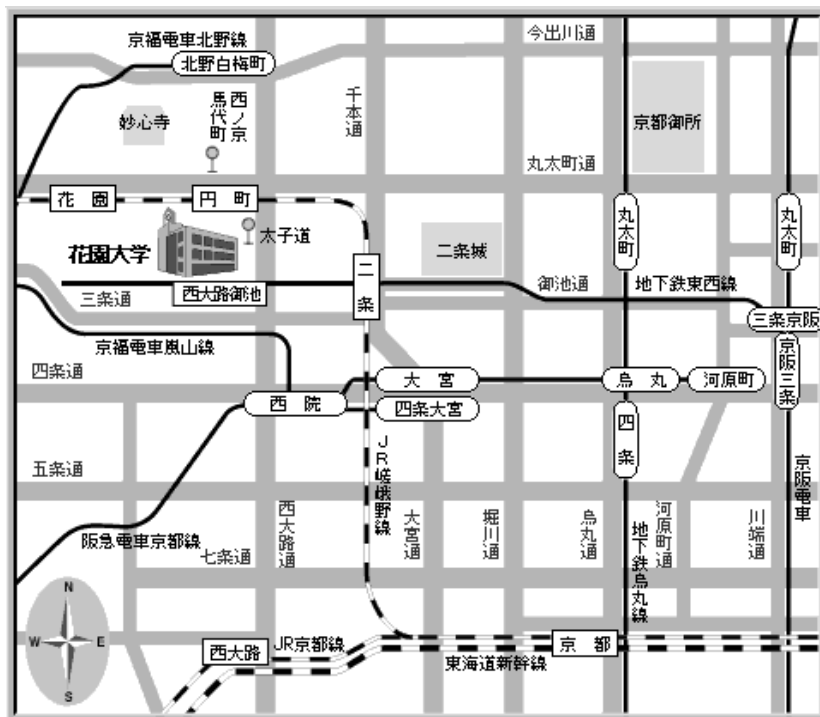 京福電車北野線
今出川通
北野白梅町
西ノ京
馬代町
妙心寺
千本通
京都御所
丸太町通
花園
円町
丸太町
丸太町
花園大学
太子道
二条城
二条
御池通
地下鉄東西線
三条通
西大路御池
三条京阪
京福電車嵐山線
京阪三条
四条通
大宮
烏丸
河原町
西院
四条大宮
四条
JR嵯峨野線
五条通
京阪電車
西大路通
大宮通
堀川通
烏丸通
地下鉄烏丸線
河原町通
川端通
阪急電車京都線
七条通
N
W
E
S
西大路
JR京都線
京都
東海道新幹線